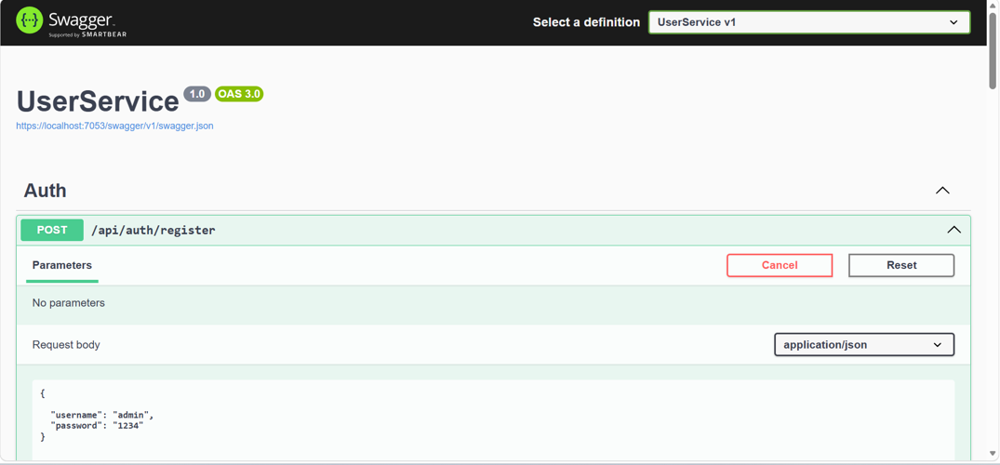 {···} Swagger.
Supported by SMARTBEAR
Select a definition
UserService v1
UserService 1.0 OAS 3.0
https://localhost:7053/swagger/v1/swagger.json
Auth
POST /api/auth/register
Parameters
Cancel
Reset
No parameters
Request body
application/json
{
"username": "admin",
"password": "1234"
}